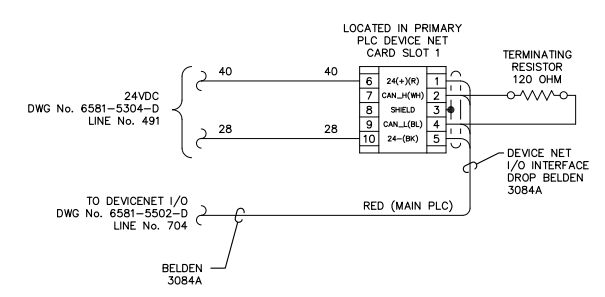 LOCATED IN PRIMARY
PLC DEVICE NET
CARD SLOT 1
TERMINATING
RESISTOR
120 OHM
40 40
6 24(+)(R) 1
7 CAN_H(WH) 2
8 SHIELD 3
9 CAN_L(BL) 4
10 24-(BK) 5
24VDC
DWG No. 6581-5304-D
LINE No. 491
28 28
DEVICE NET
I/O INTERFACE
DROP BELDEN
3084A
TO DEVICENET I/O
DWG No. 6581-5502-D
LINE No. 704
RED (MAIN PLC)
BELDEN
3084A